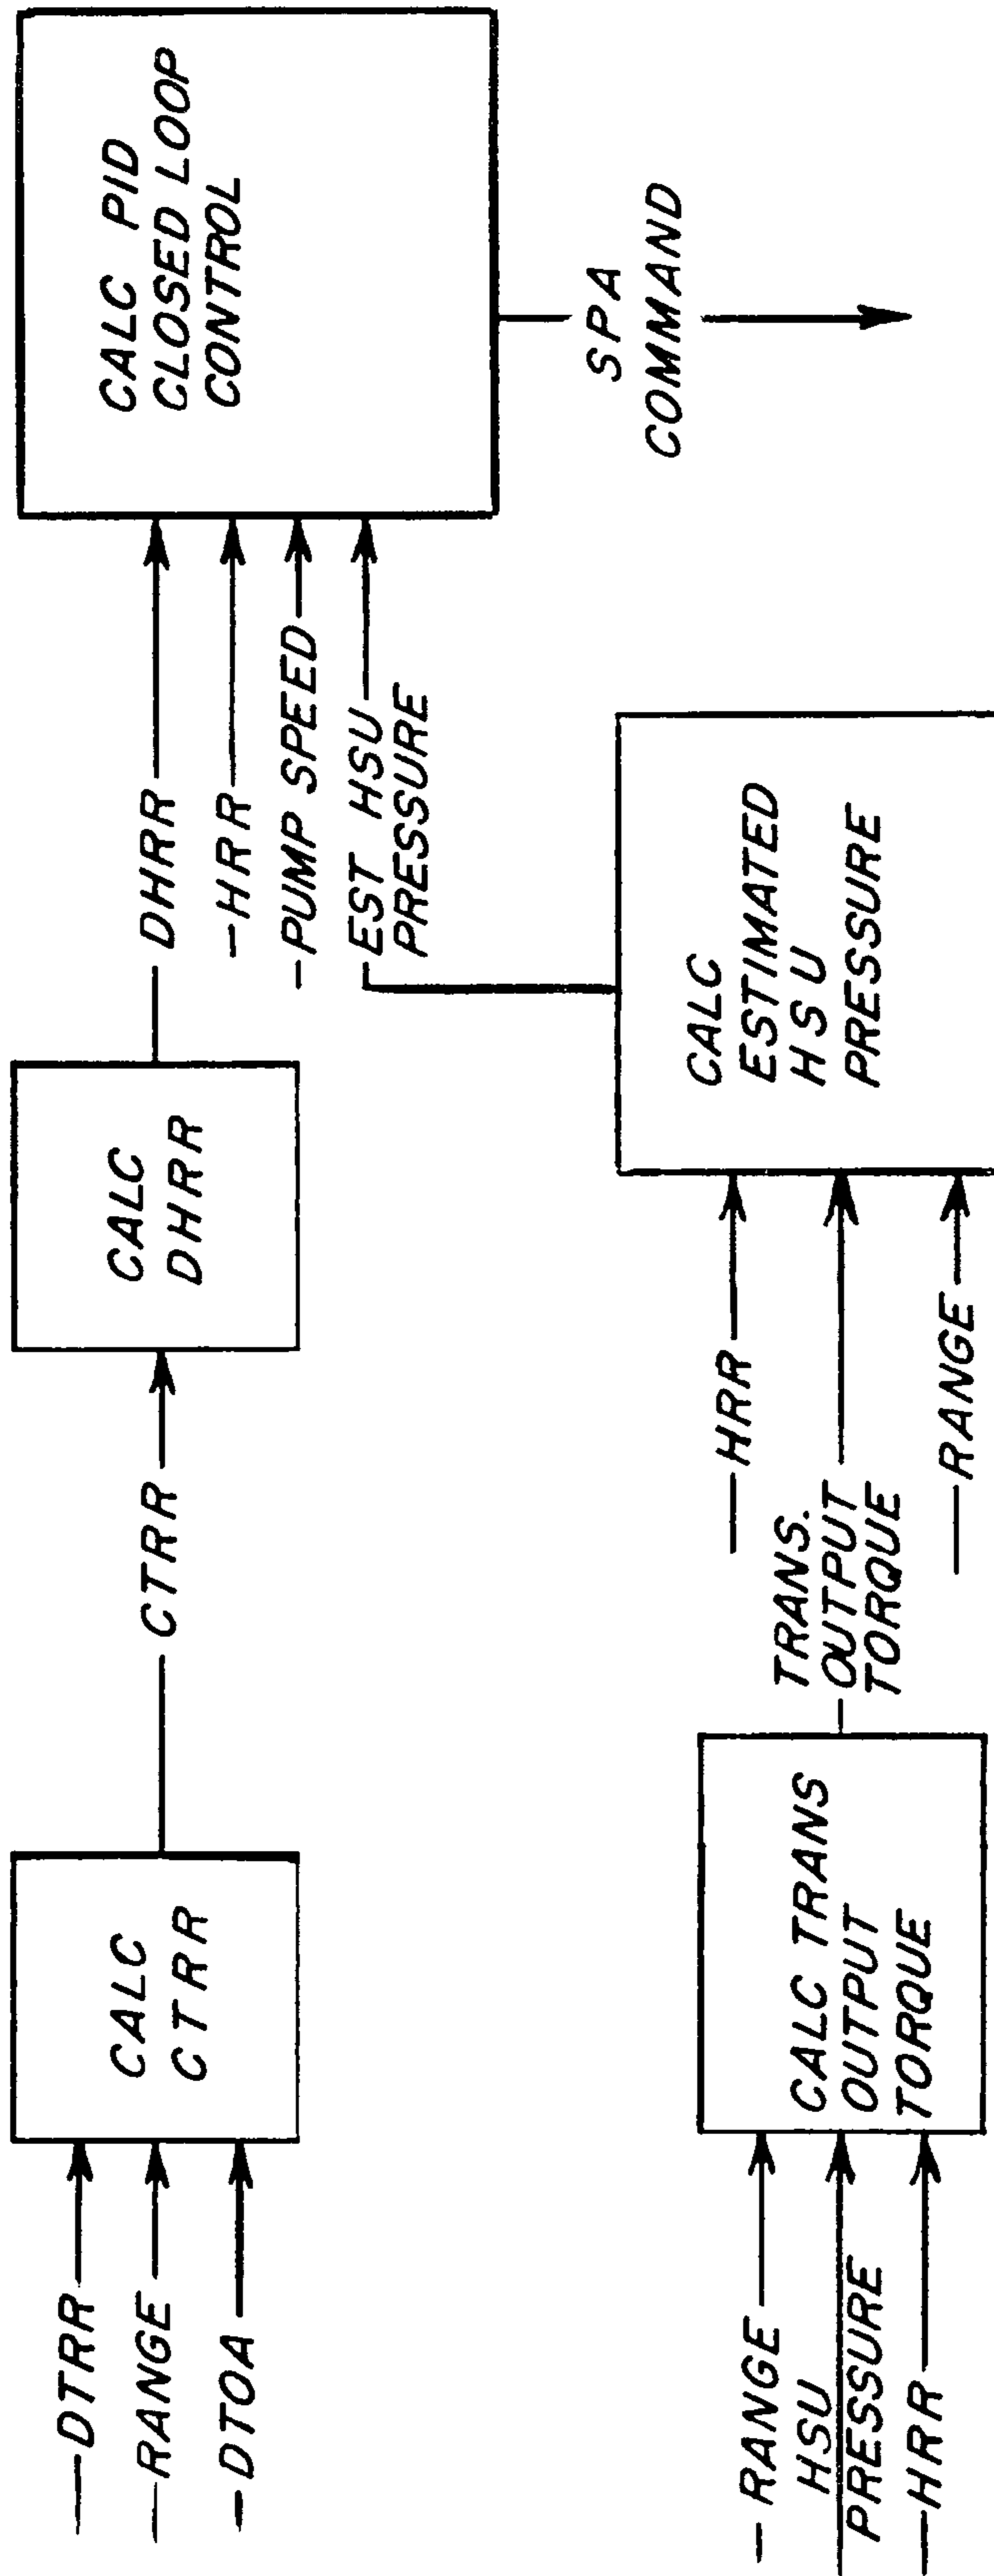 DTRR
RANGE
DTOA
CALC
CTRR
CTRR
CALC
DHRR
DHRR
HRR
PUMP SPEED
EST HSU
PRESSURE
CALC PID
CLOSED LOOP
CONTROL
SPA
COMMAND
RANGE
HSU
PRESSURE
HRR
CALC TRANS
OUTPUT
TORQUE
TRANS.
OUTPUT
TORQUE
HRR
RANGE
CALC
ESTIMATED
HSU
PRESSURE